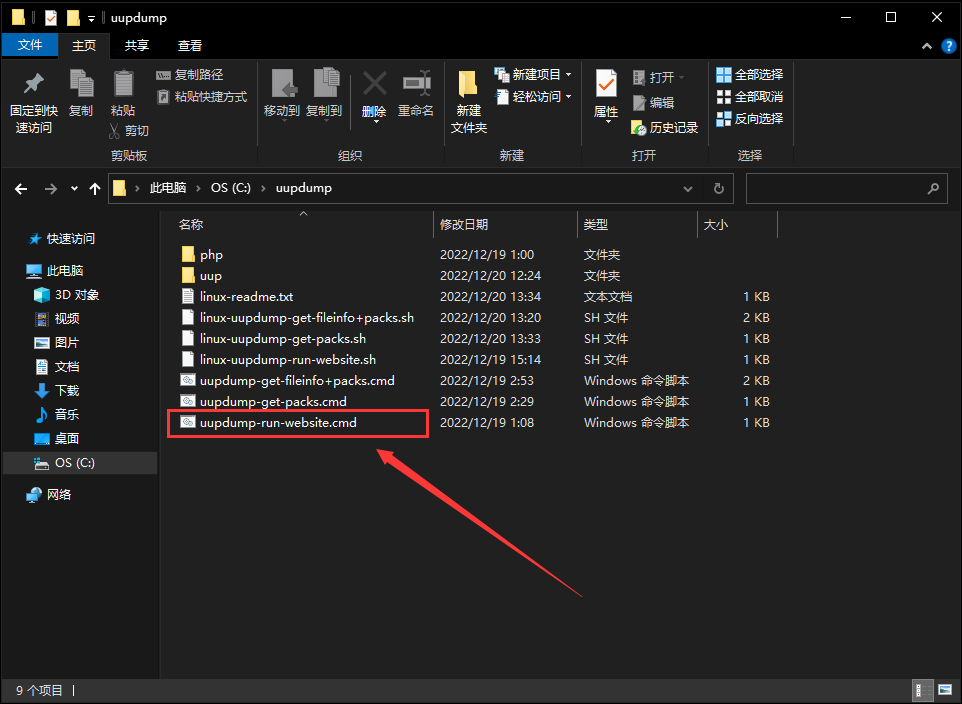 uupdump
文件 主页 共享 查看
固定到快速访问
复制
粘贴
复制路径
粘贴快捷方式
剪切
剪贴板
移动到
复制到
删除
重命名
组织
新建文件夹
新建项目
轻松访问
新建
属性
打开
编辑
历史记录
打开
全部选择
全部取消
反向选择
选择
此电脑 › OS (C:) › uupdump
快速访问
此电脑
3D 对象
视频
图片
文档
下载
音乐
桌面
OS (C:)
网络
名称 修改日期 类型 大小
php 2022/12/19 1:00 文件夹
uup 2022/12/20 12:24 文件夹
linux-readme.txt 2022/12/20 13:34 文本文档 1 KB
linux-uupdump-get-fileinfo+packs.sh 2022/12/20 13:20 SH 文件 2 KB
linux-uupdump-get-packs.sh 2022/12/20 13:33 SH 文件 1 KB
linux-uupdump-run-website.sh 2022/12/19 15:14 SH 文件 1 KB
uupdump-get-fileinfo+packs.cmd 2022/12/19 2:53 Windows 命令脚本 2 KB
uupdump-get-packs.cmd 2022/12/19 2:29 Windows 命令脚本 1 KB
uupdump-run-website.cmd 2022/12/19 1:08 Windows 命令脚本 1 KB
9 个项目